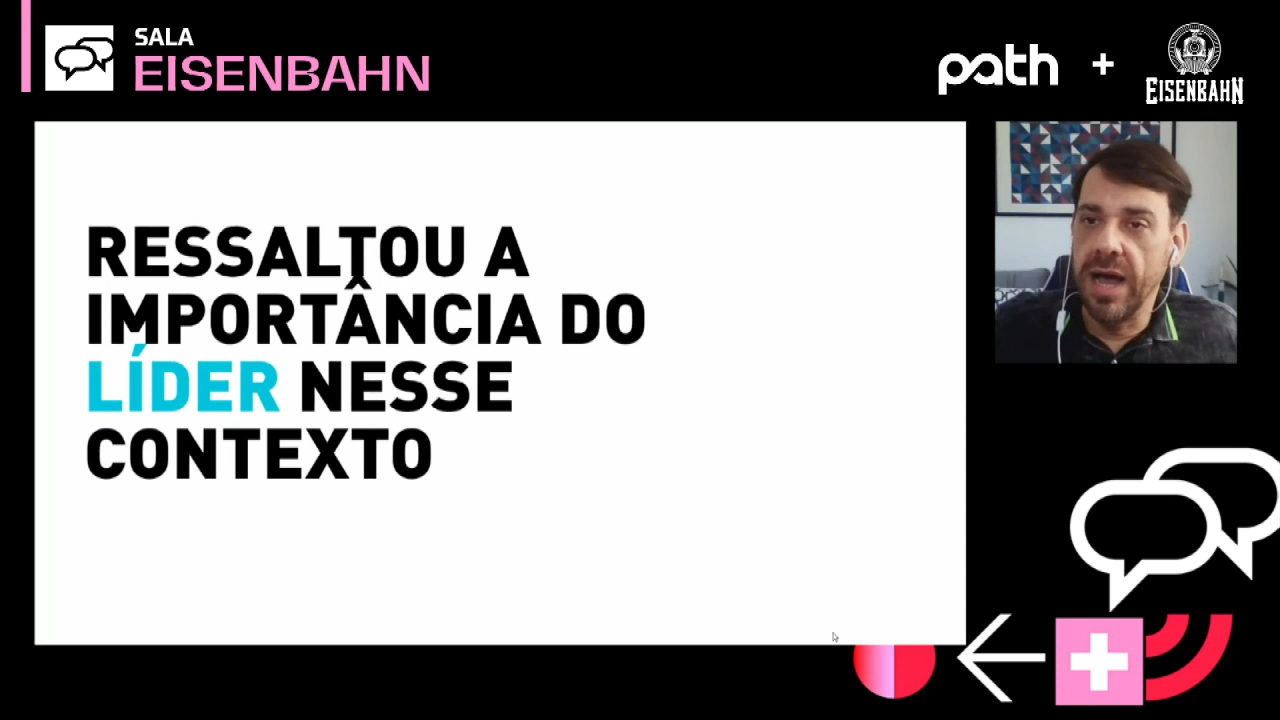 SALA
EISENBAHN
path +
EISENBAHN
RESSALTOU A
IMPORTÂNCIA DO
LÍDER NESSE
CONTEXTO